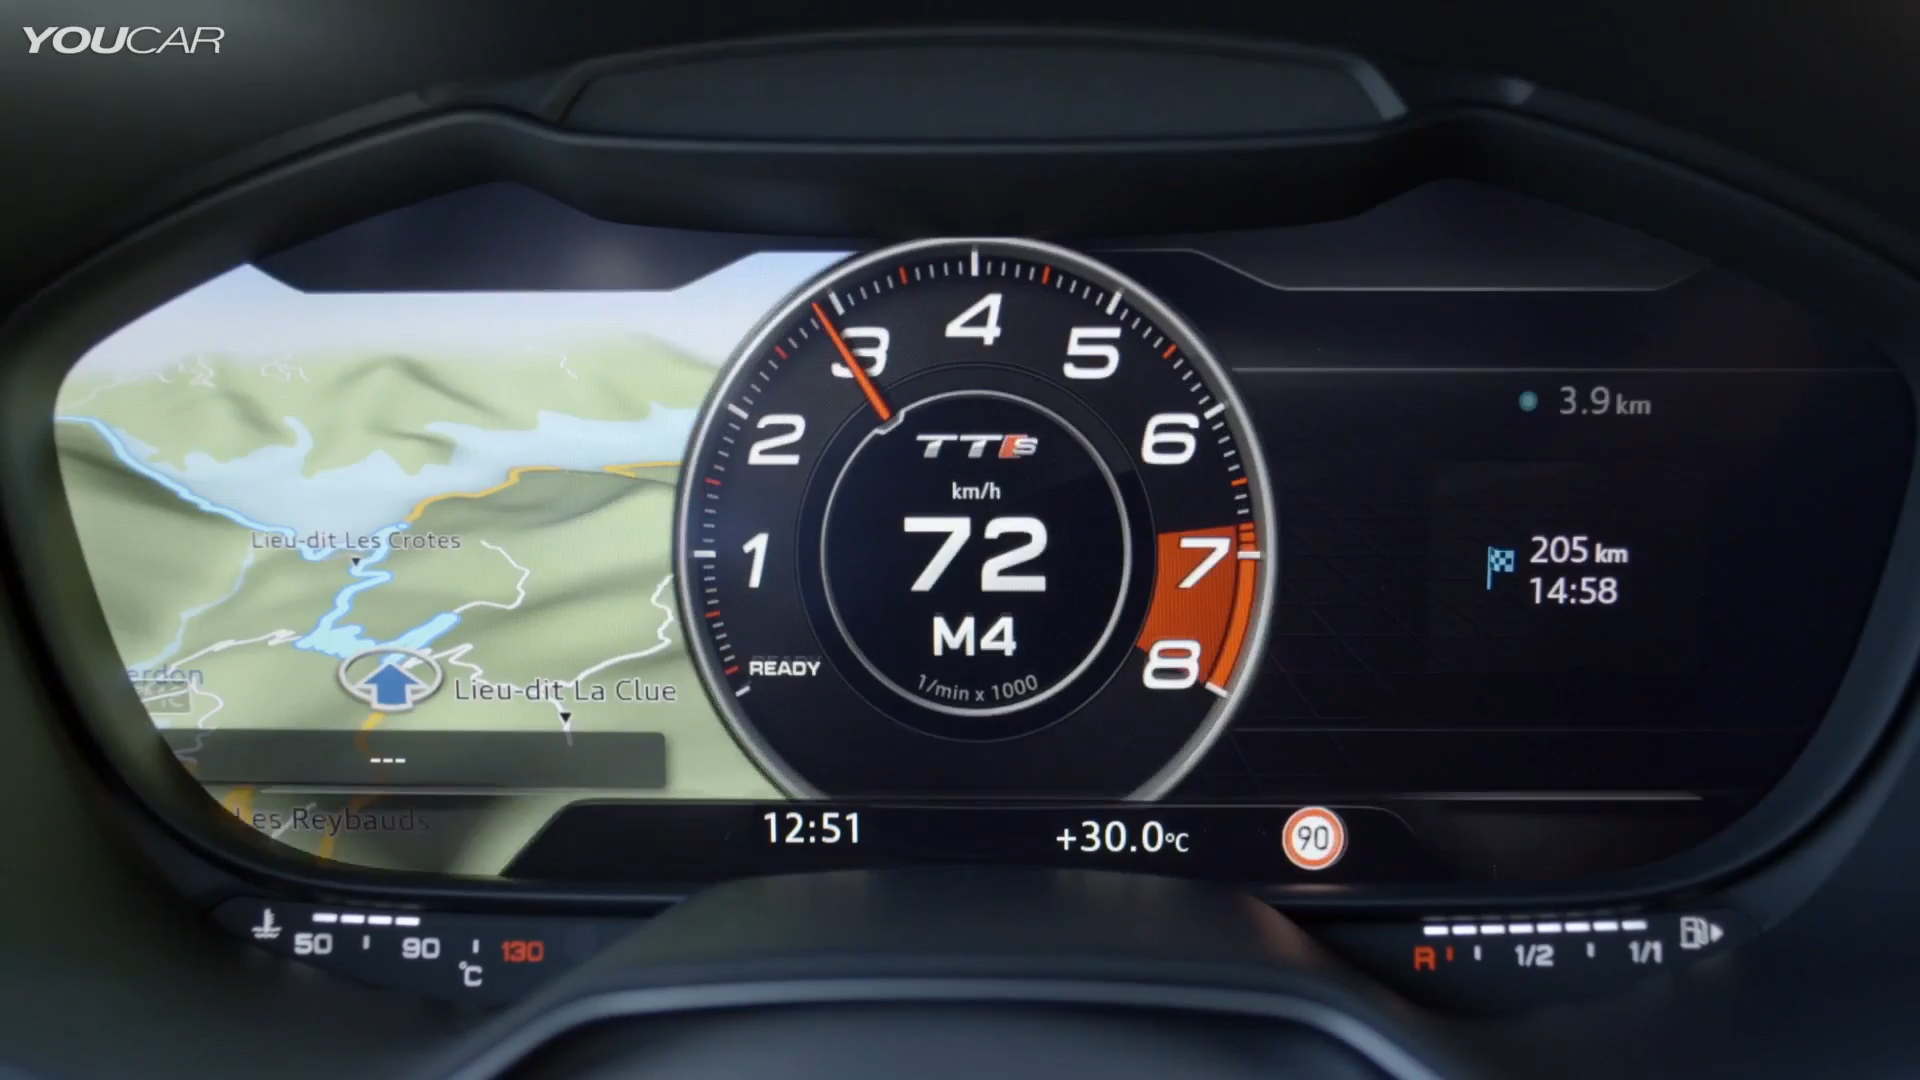 YOUCAR
Lieu-dit Les Crotes
erdon
Lieu-dit La Clue
---
Les Reybauds
1
2
3
4
5
6
7
8
READY
TTS
km/h
72
M4
1/min x 1000
3.9 km
205 km
14:58
12:51
+30.0°C
90
50 90 130
°C
R 1/2 1/1